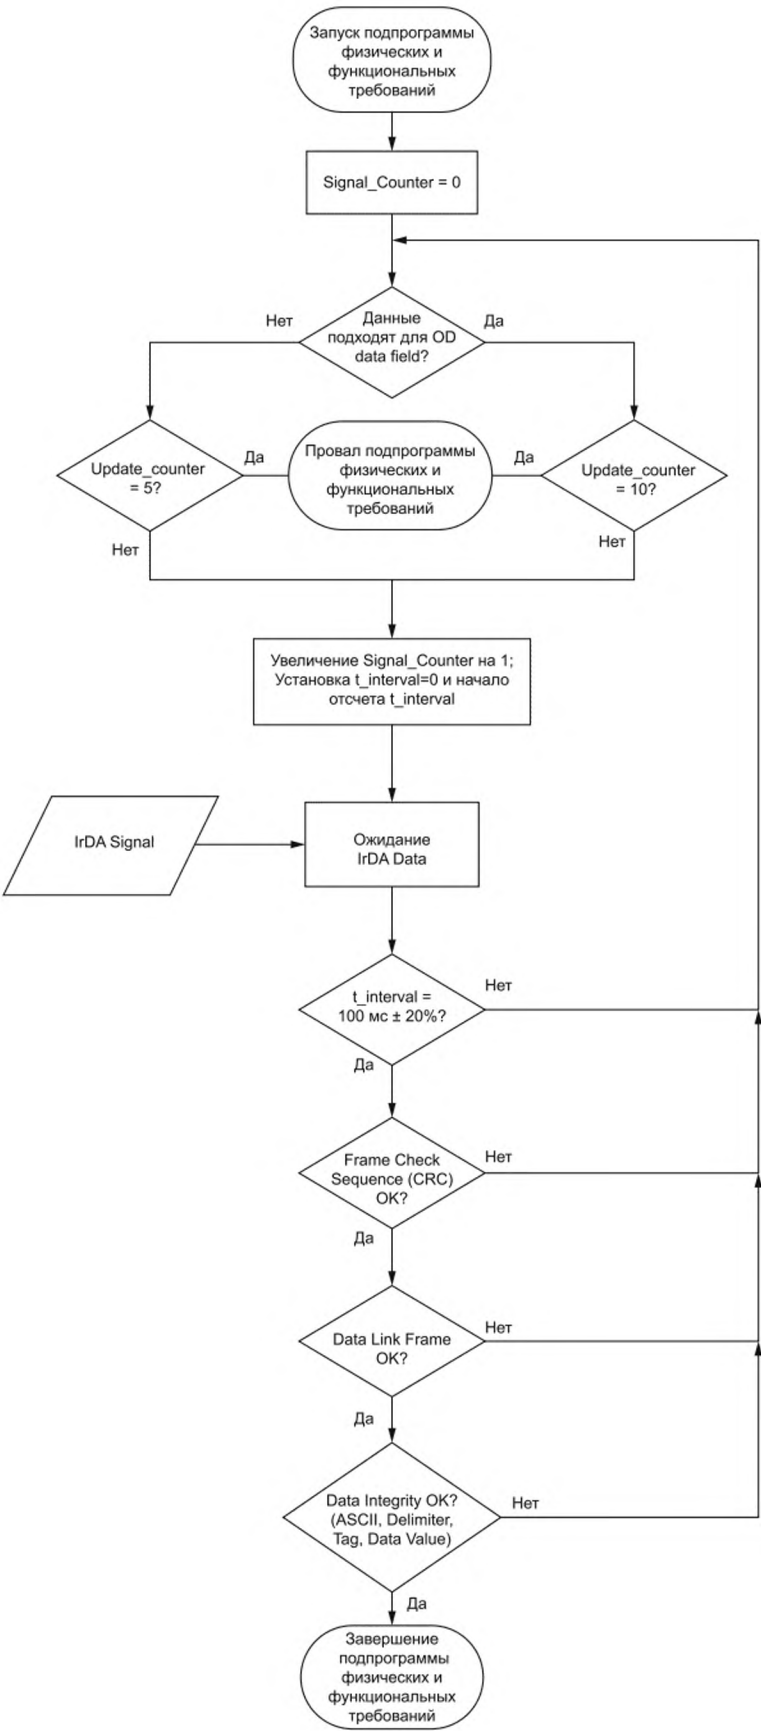 Запуск подпрограммы
физических и
функциональных
требований
Signal_Counter = 0
Данные
подходят для OD
data field?
Нет
Да
Update_counter
= 5?
Да
Провал подпрограммы
физических и
функциональных
требований
Да
Update_counter
= 10?
Нет
Нет
Увеличение Signal_Counter на 1;
Установка t_interval=0 и начало
отсчета t_interval
IrDA Signal
Ожидание
IrDA Data
t_interval =
100 мс ± 20%?
Нет
Да
Frame Check
Sequence (CRC)
OK?
Нет
Да
Data Link Frame
OK?
Нет
Да
Data Integrity OK?
(ASCII, Delimiter,
Tag, Data Value)
Нет
Да
Завершение
подпрограммы
физических и
функциональных
требований